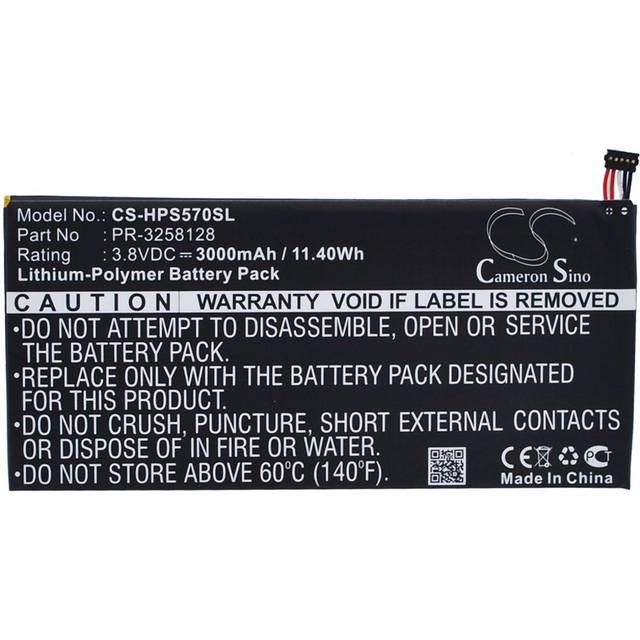 Model No.: CS-HPS570SL
Part No : PR-3258128
Rating : 3.8VDC ⎓ 3000mAh / 11.40Wh
Lithium-Polymer Battery Pack
CS
Cameron Sino
CAUTION WARRANTY VOID IF LABEL IS REMOVED
•DO NOT ATTEMPT TO DISASSEMBLE, OPEN OR SERVICE
THE BATTERY PACK.
•REPLACE ONLY WITH THE BATTERY PACK DESIGNATED
FOR THIS PRODUCT.
•DO NOT CRUSH, PUNCTURE, SHORT EXTERNAL CONTACTS
OR DISPOSE OF IN FIRE OR WATER.
•DO NOT STORE ABOVE 60°C (140°F).
CE
Made In China